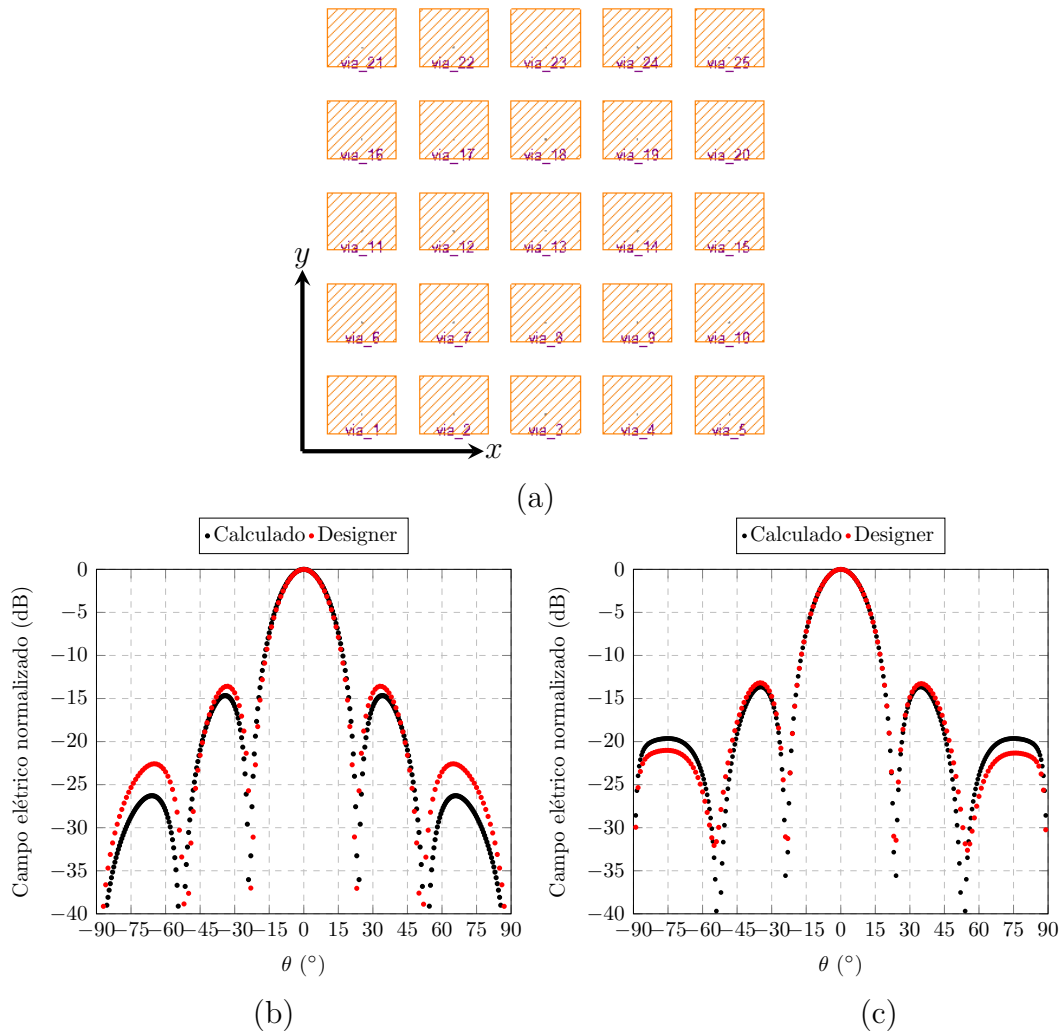 via_21 via_22 via_23 via_24 via_25
via_16 via_17 via_18 via_19 via_20
via_11 via_12 via_13 via_14 via_15
y
via_6 via_7 via_8 via_9 via_10
via_1 via_2 via_3 via_4 via_5
x
(a)
Calculado Designer
Campo elétrico normalizado (dB)
0
−5
−10
−15
−20
−25
−30
−35
−40
−90 −75 −60 −45 −30 −15 0 15 30 45 60 75 90
θ (°)
(b)
Calculado Designer
Campo elétrico normalizado (dB)
0
−5
−10
−15
−20
−25
−30
−35
−40
−90 −75 −60 −45 −30 −15 0 15 30 45 60 75 90
θ (°)
(c)